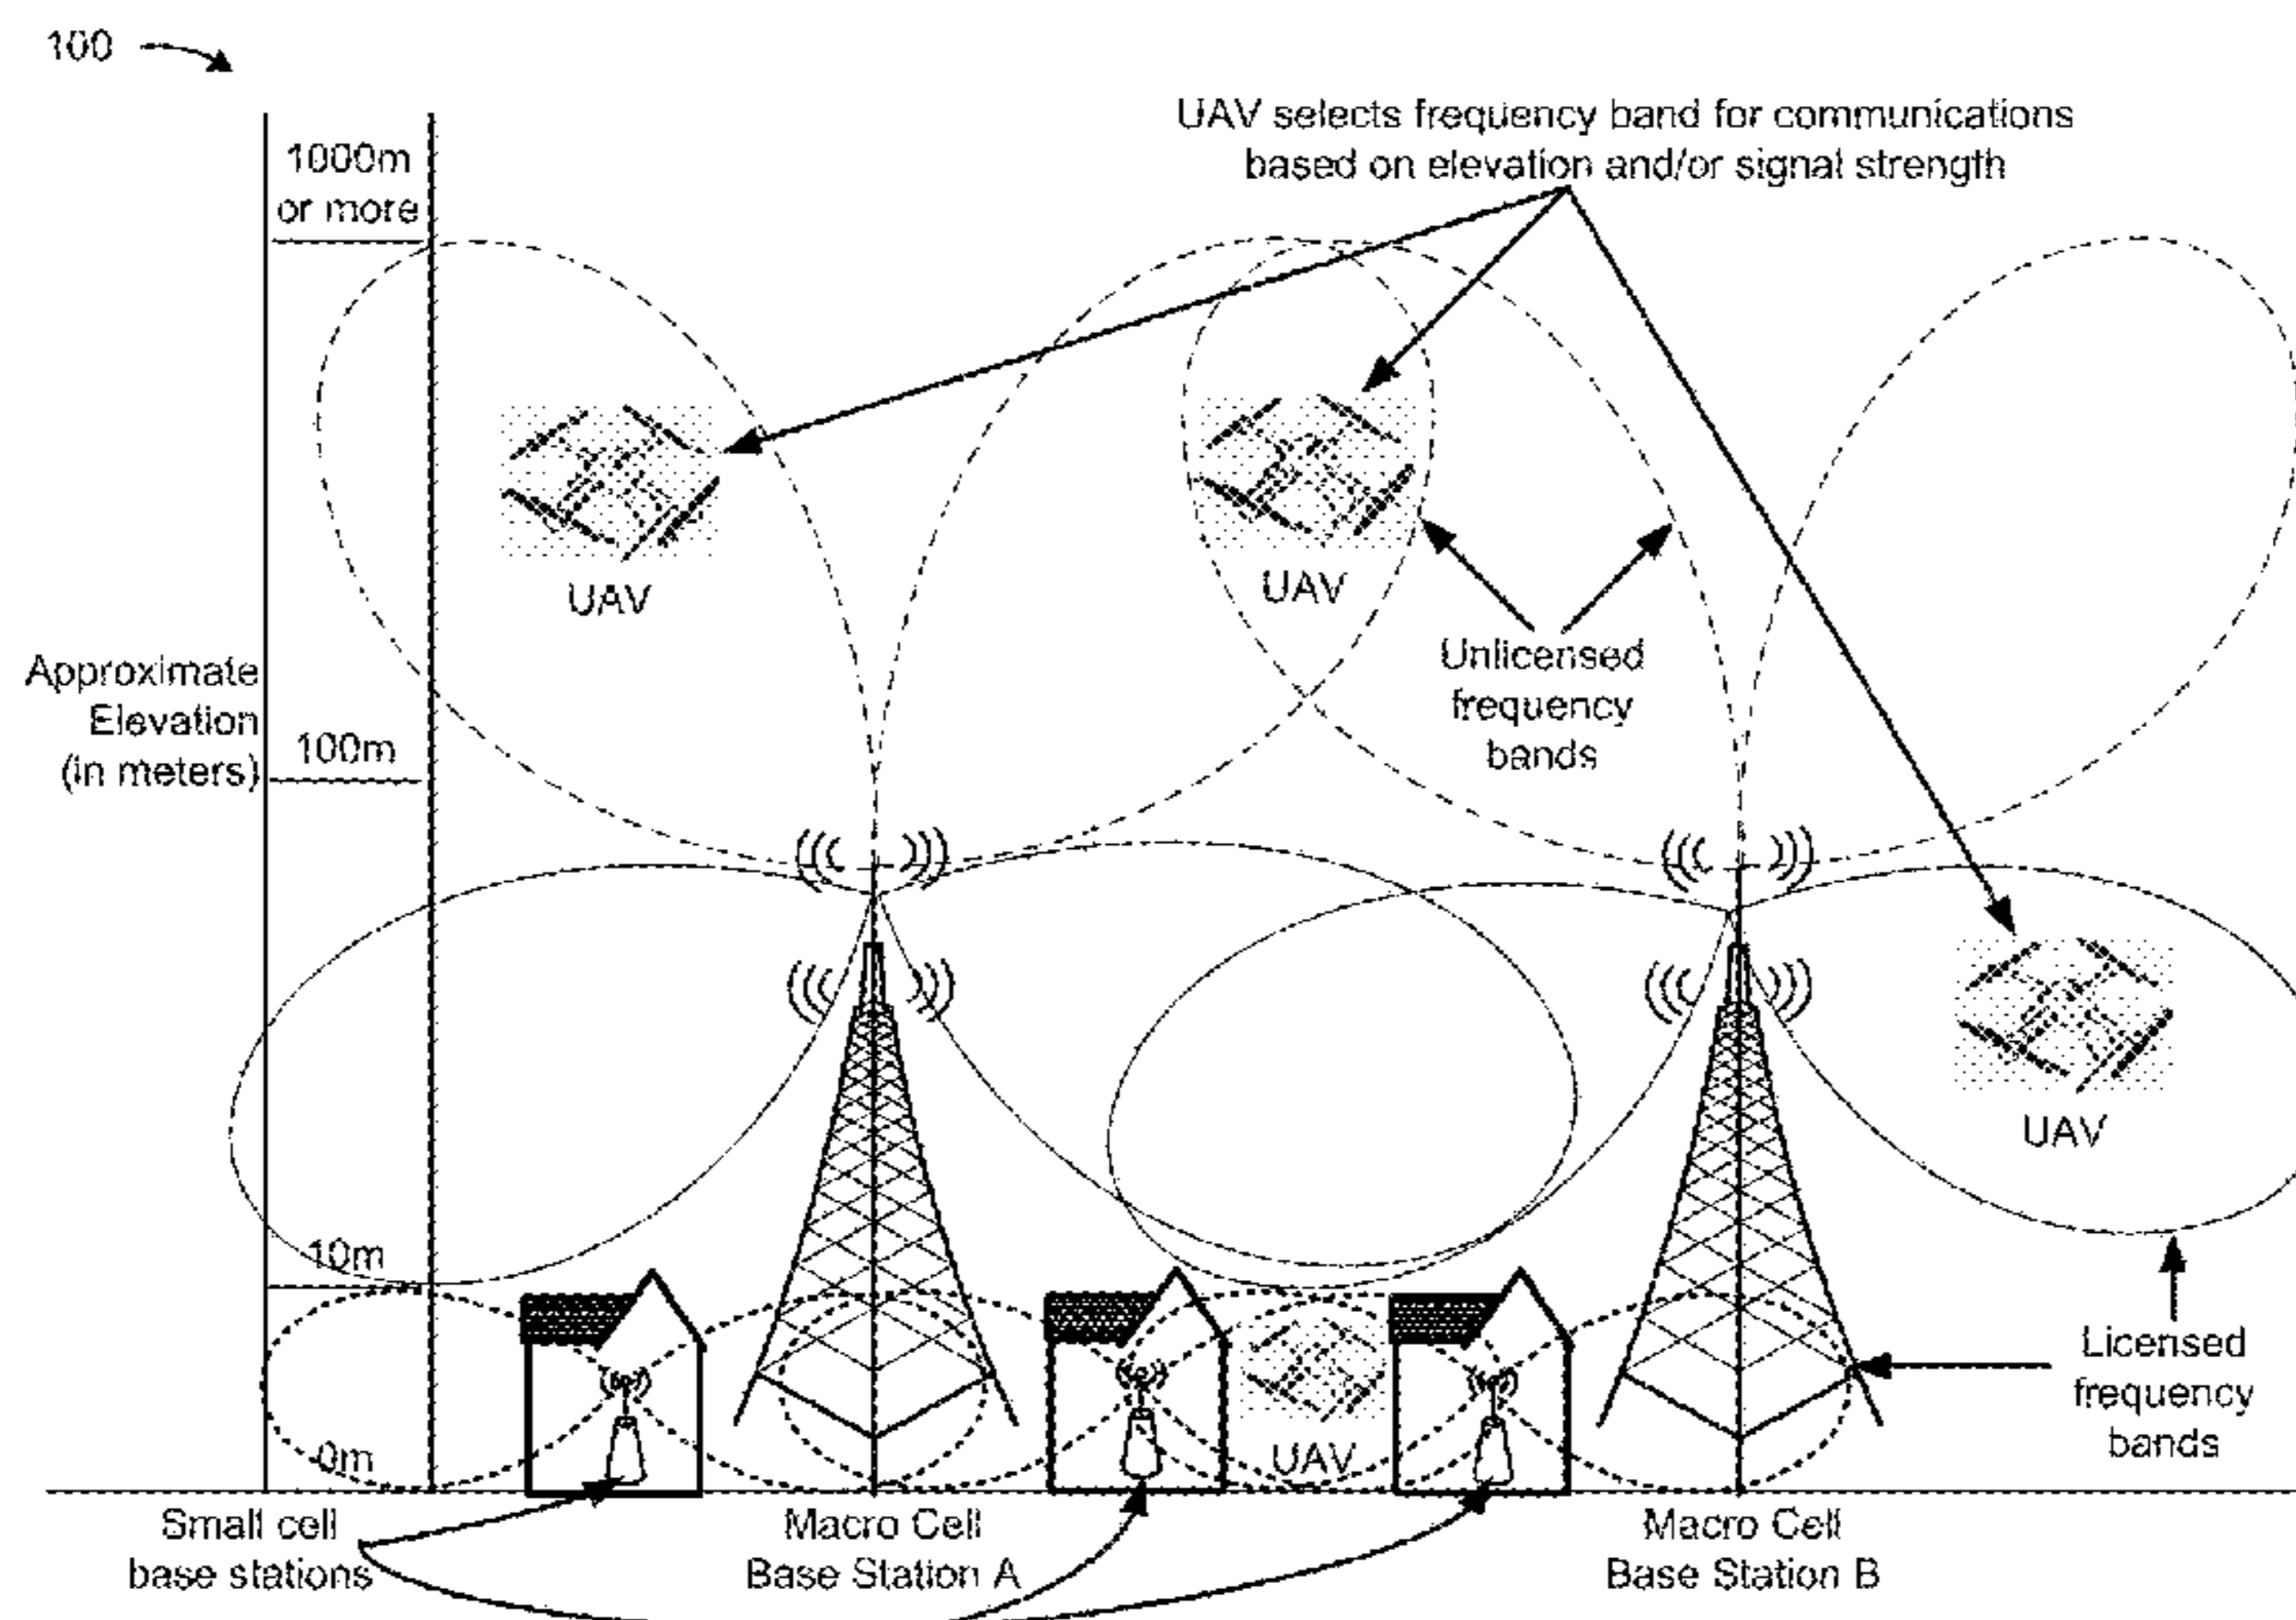 100
UAV selects frequency band for communications
based on elevation and/or signal strength
1000m
or more
UAV
UAV
Unlicensed
frequency
bands
Approximate
Elevation
(in meters)
100m
UAV
10m
Licensed
frequency
bands
0m
UAV
Small cell
base stations
Macro Cell
Base Station A
Macro Cell
Base Station B